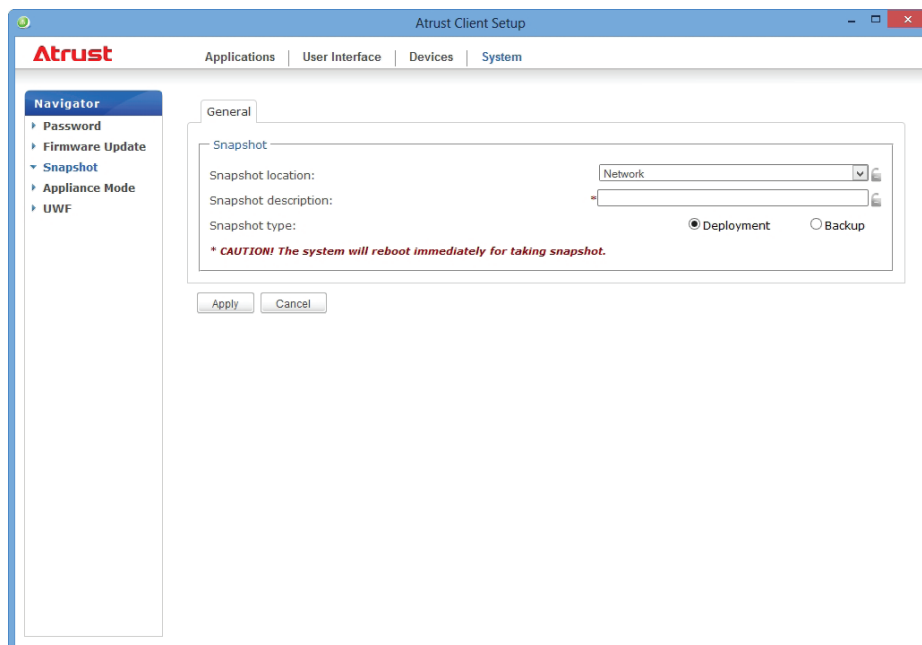 Atrust Client Setup
Atrust
Applications | User Interface | Devices | System
Navigator
Password
Firmware Update
Snapshot
Appliance Mode
UWF
General
Snapshot
Snapshot location: Network
Snapshot description: *
Snapshot type: Deployment Backup
* CAUTION! The system will reboot immediately for taking snapshot.
Apply Cancel